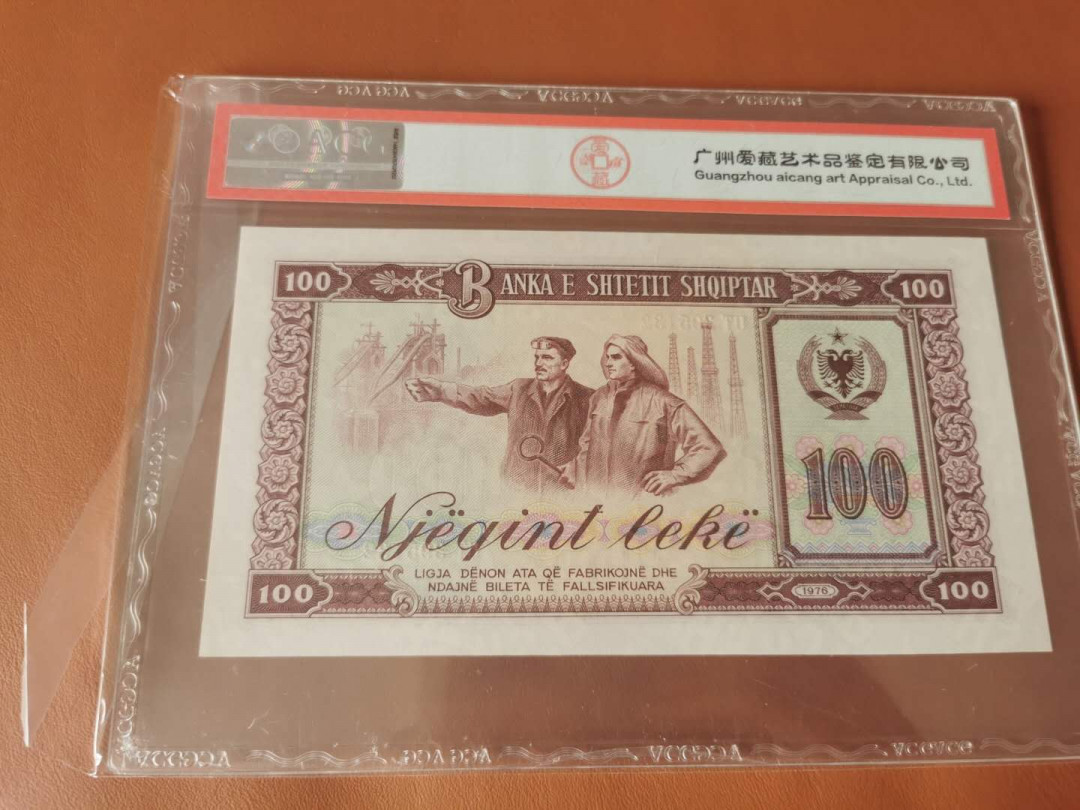 广州爱藏艺术品鉴定有限公司
Guangzhou aicang art Appraisal Co., Ltd.
100 BANKA E SHTETIT SHQIPTAR 100
100
Njëqint lekë
LIGJA DËNON ATA QË FABRIKOJNË DHE
NDAJNË BILETA TË FALLSIFIKUARA
100 1976 100